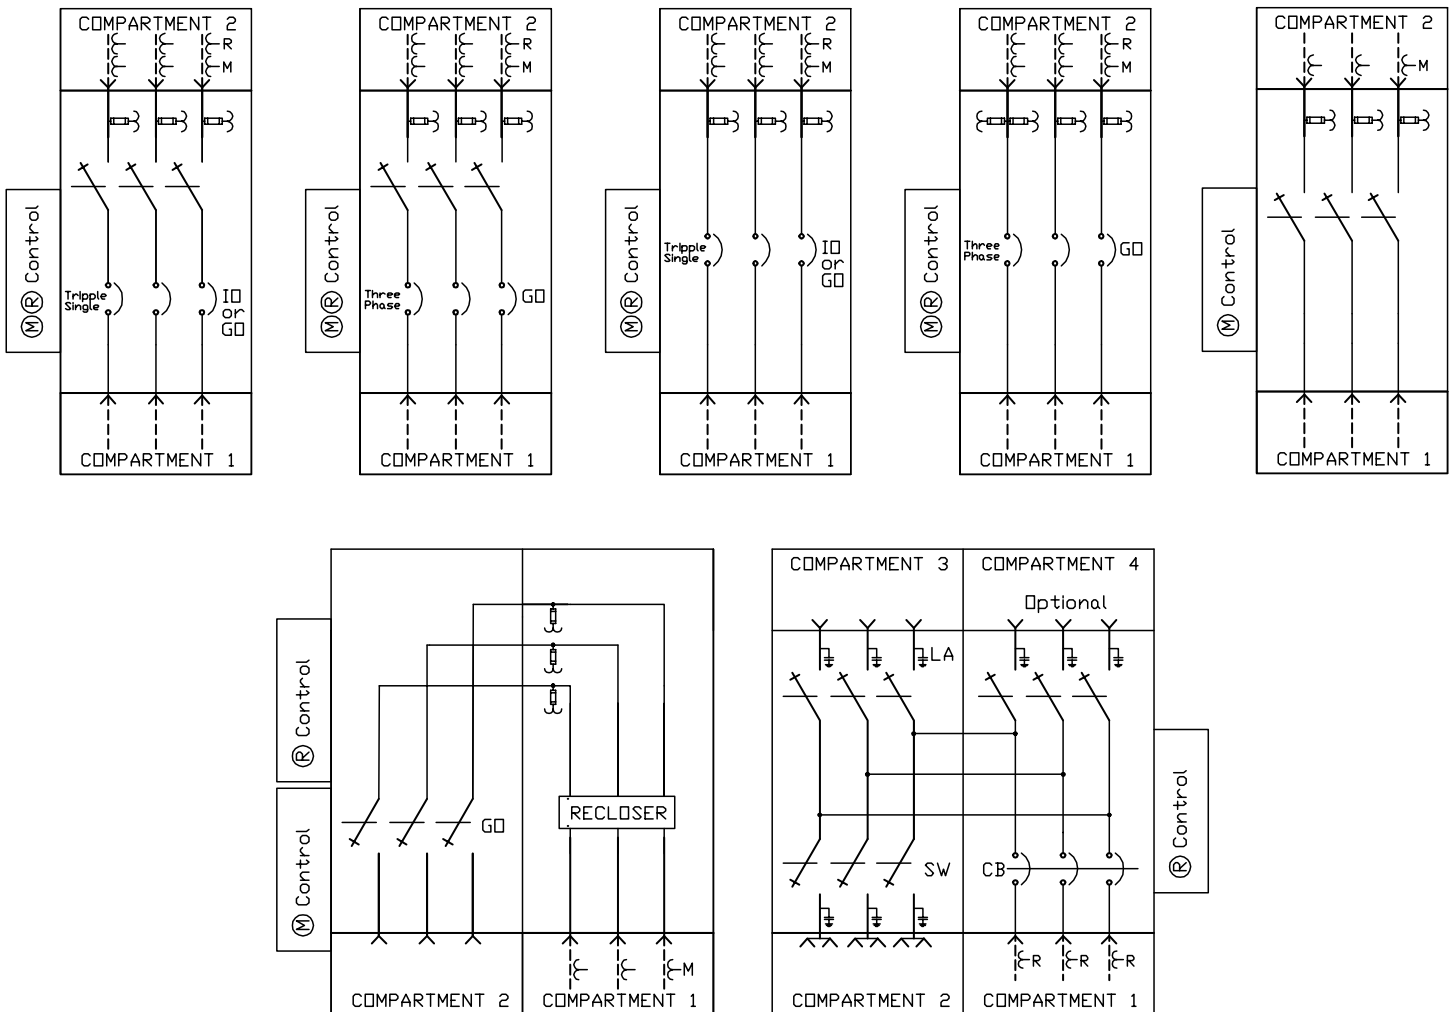 COMPARTMENT 2
R
M
M R Control
Tripple
Single
IO
or
GO
COMPARTMENT 1
COMPARTMENT 2
R
M
M R Control
Three
Phase
GO
COMPARTMENT 1
COMPARTMENT 2
R
M
M R Control
Tripple
Single
IO
or
GO
COMPARTMENT 1
COMPARTMENT 2
R
M
M R Control
Three
Phase
GO
COMPARTMENT 1
COMPARTMENT 2
M
M Control
COMPARTMENT 1
R Control
M Control
GO
RECLOSER
M
COMPARTMENT 2
COMPARTMENT 1
COMPARTMENT 3
COMPARTMENT 4
Optional
LA
SW
CB
R Control
R
R
R
COMPARTMENT 2
COMPARTMENT 1